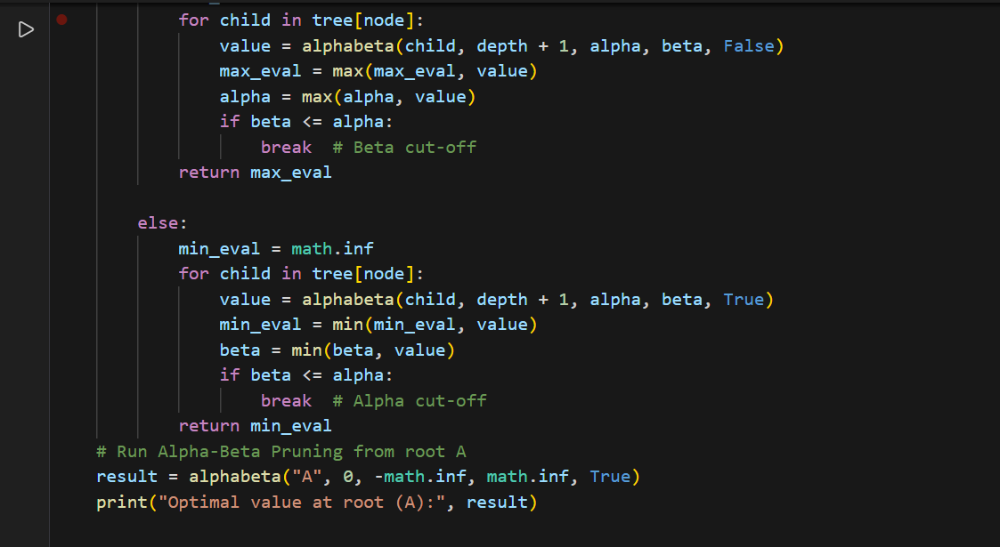 for child in tree[node]:
value = alphabeta(child, depth + 1, alpha, beta, False)
max_eval = max(max_eval, value)
alpha = max(alpha, value)
if beta <= alpha:
break  # Beta cut-off
return max_eval
else:
min_eval = math.inf
for child in tree[node]:
value = alphabeta(child, depth + 1, alpha, beta, True)
min_eval = min(min_eval, value)
beta = min(beta, value)
if beta <= alpha:
break  # Alpha cut-off
return min_eval
# Run Alpha-Beta Pruning from root A
result = alphabeta("A", 0, -math.inf, math.inf, True)
print("Optimal value at root (A):", result)